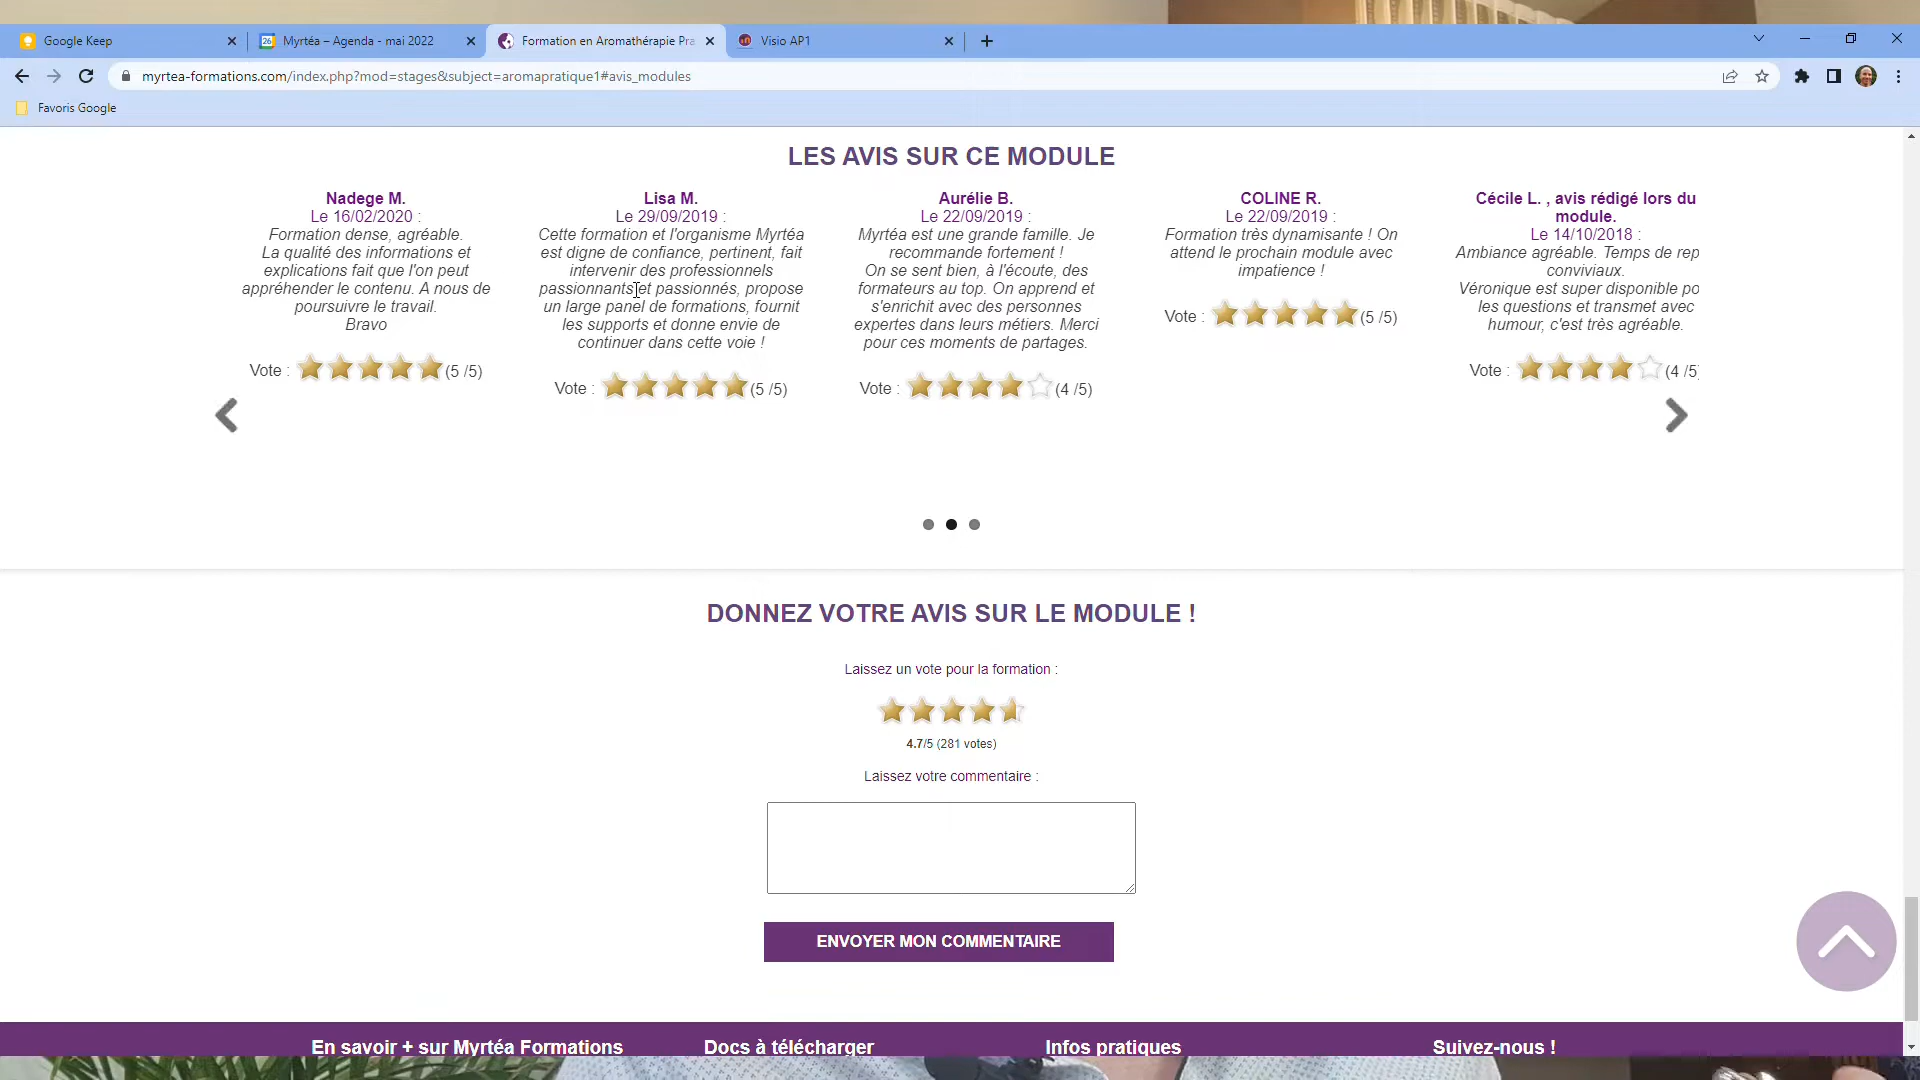 Google Keep
26
Myrtéa – Agenda - mai 2022
Formation en Aromathérapie Pra
Visio AP1
myrtea-formations.com/index.php?mod=stages&subject=aromapratique1#avis_modules
Favoris Google
LES AVIS SUR CE MODULE
Nadege M.
Le 16/02/2020 :
Formation dense, agréable.
La qualité des informations et
explications fait que l'on peut
appréhender le contenu. A nous de
poursuivre le travail.
Bravo
Vote : (5 /5)
Lisa M.
Le 29/09/2019 :
Cette formation et l'organisme Myrtéa
est digne de confiance, pertinent, fait
intervenir des professionnels
passionnants et passionnés, propose
un large panel de formations, fournit
les supports et donne envie de
continuer dans cette voie !
Vote : (5 /5)
Aurélie B.
Le 22/09/2019 :
Myrtéa est une grande famille. Je
recommande fortement !
On se sent bien, à l'écoute, des
formateurs au top. On apprend et
s'enrichit avec des personnes
expertes dans leurs métiers. Merci
pour ces moments de partages.
Vote : (4 /5)
COLINE R.
Le 22/09/2019 :
Formation très dynamisante ! On
attend le prochain module avec
impatience !
Vote : (5 /5)
Cécile L. , avis rédigé lors du
module.
Le 14/10/2018 :
Ambiance agréable. Temps de rep
conviviaux.
Véronique est super disponible po
les questions et transmet avec
humour, c'est très agréable.
Vote : (4 /5)
DONNEZ VOTRE AVIS SUR LE MODULE !
Laissez un vote pour la formation :
4.7/5 (281 votes)
Laissez votre commentaire :
ENVOYER MON COMMENTAIRE
En savoir + sur Myrtéa Formations
Docs à télécharger
Infos pratiques
Suivez-nous !